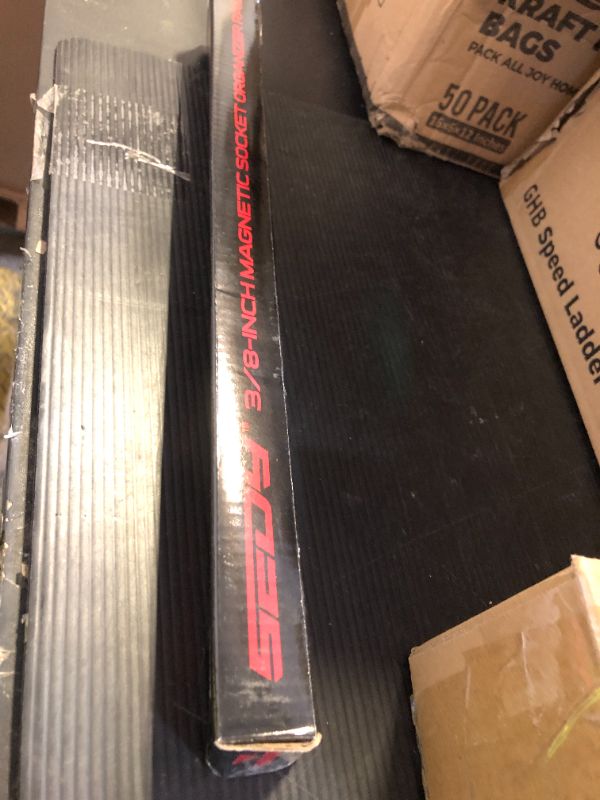 SEDY 3/8-INCH MAGNETIC SOCKET ORGANIZER
KRAFT
BAGS
PACK ALL JOY HOM
50 PACK
GHB Speed Ladder